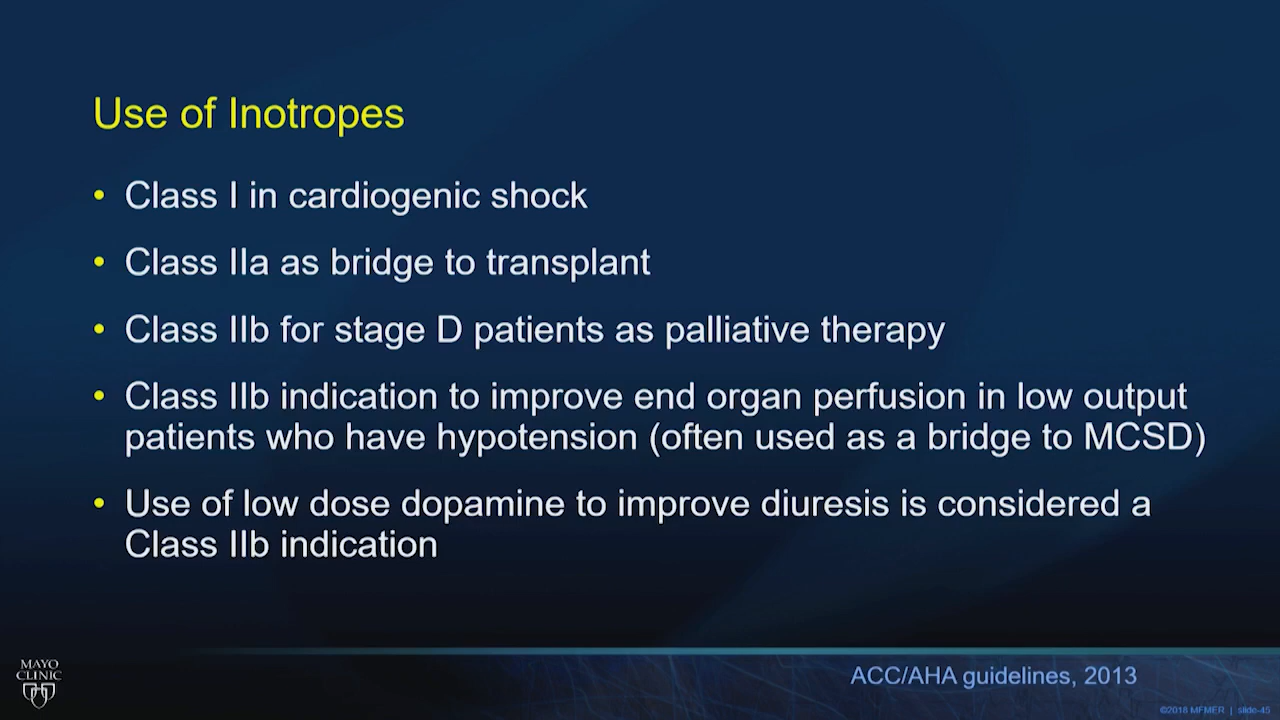 Use of Inotropes
• Class I in cardiogenic shock
• Class IIa as bridge to transplant
• Class IIb for stage D patients as palliative therapy
• Class IIb indication to improve end organ perfusion in low output
patients who have hypotension (often used as a bridge to MCSD)
• Use of low dose dopamine to improve diuresis is considered a
Class IIb indication
MAYO
CLINIC
ACC/AHA guidelines, 2013
©2018 MFMER | slide-45